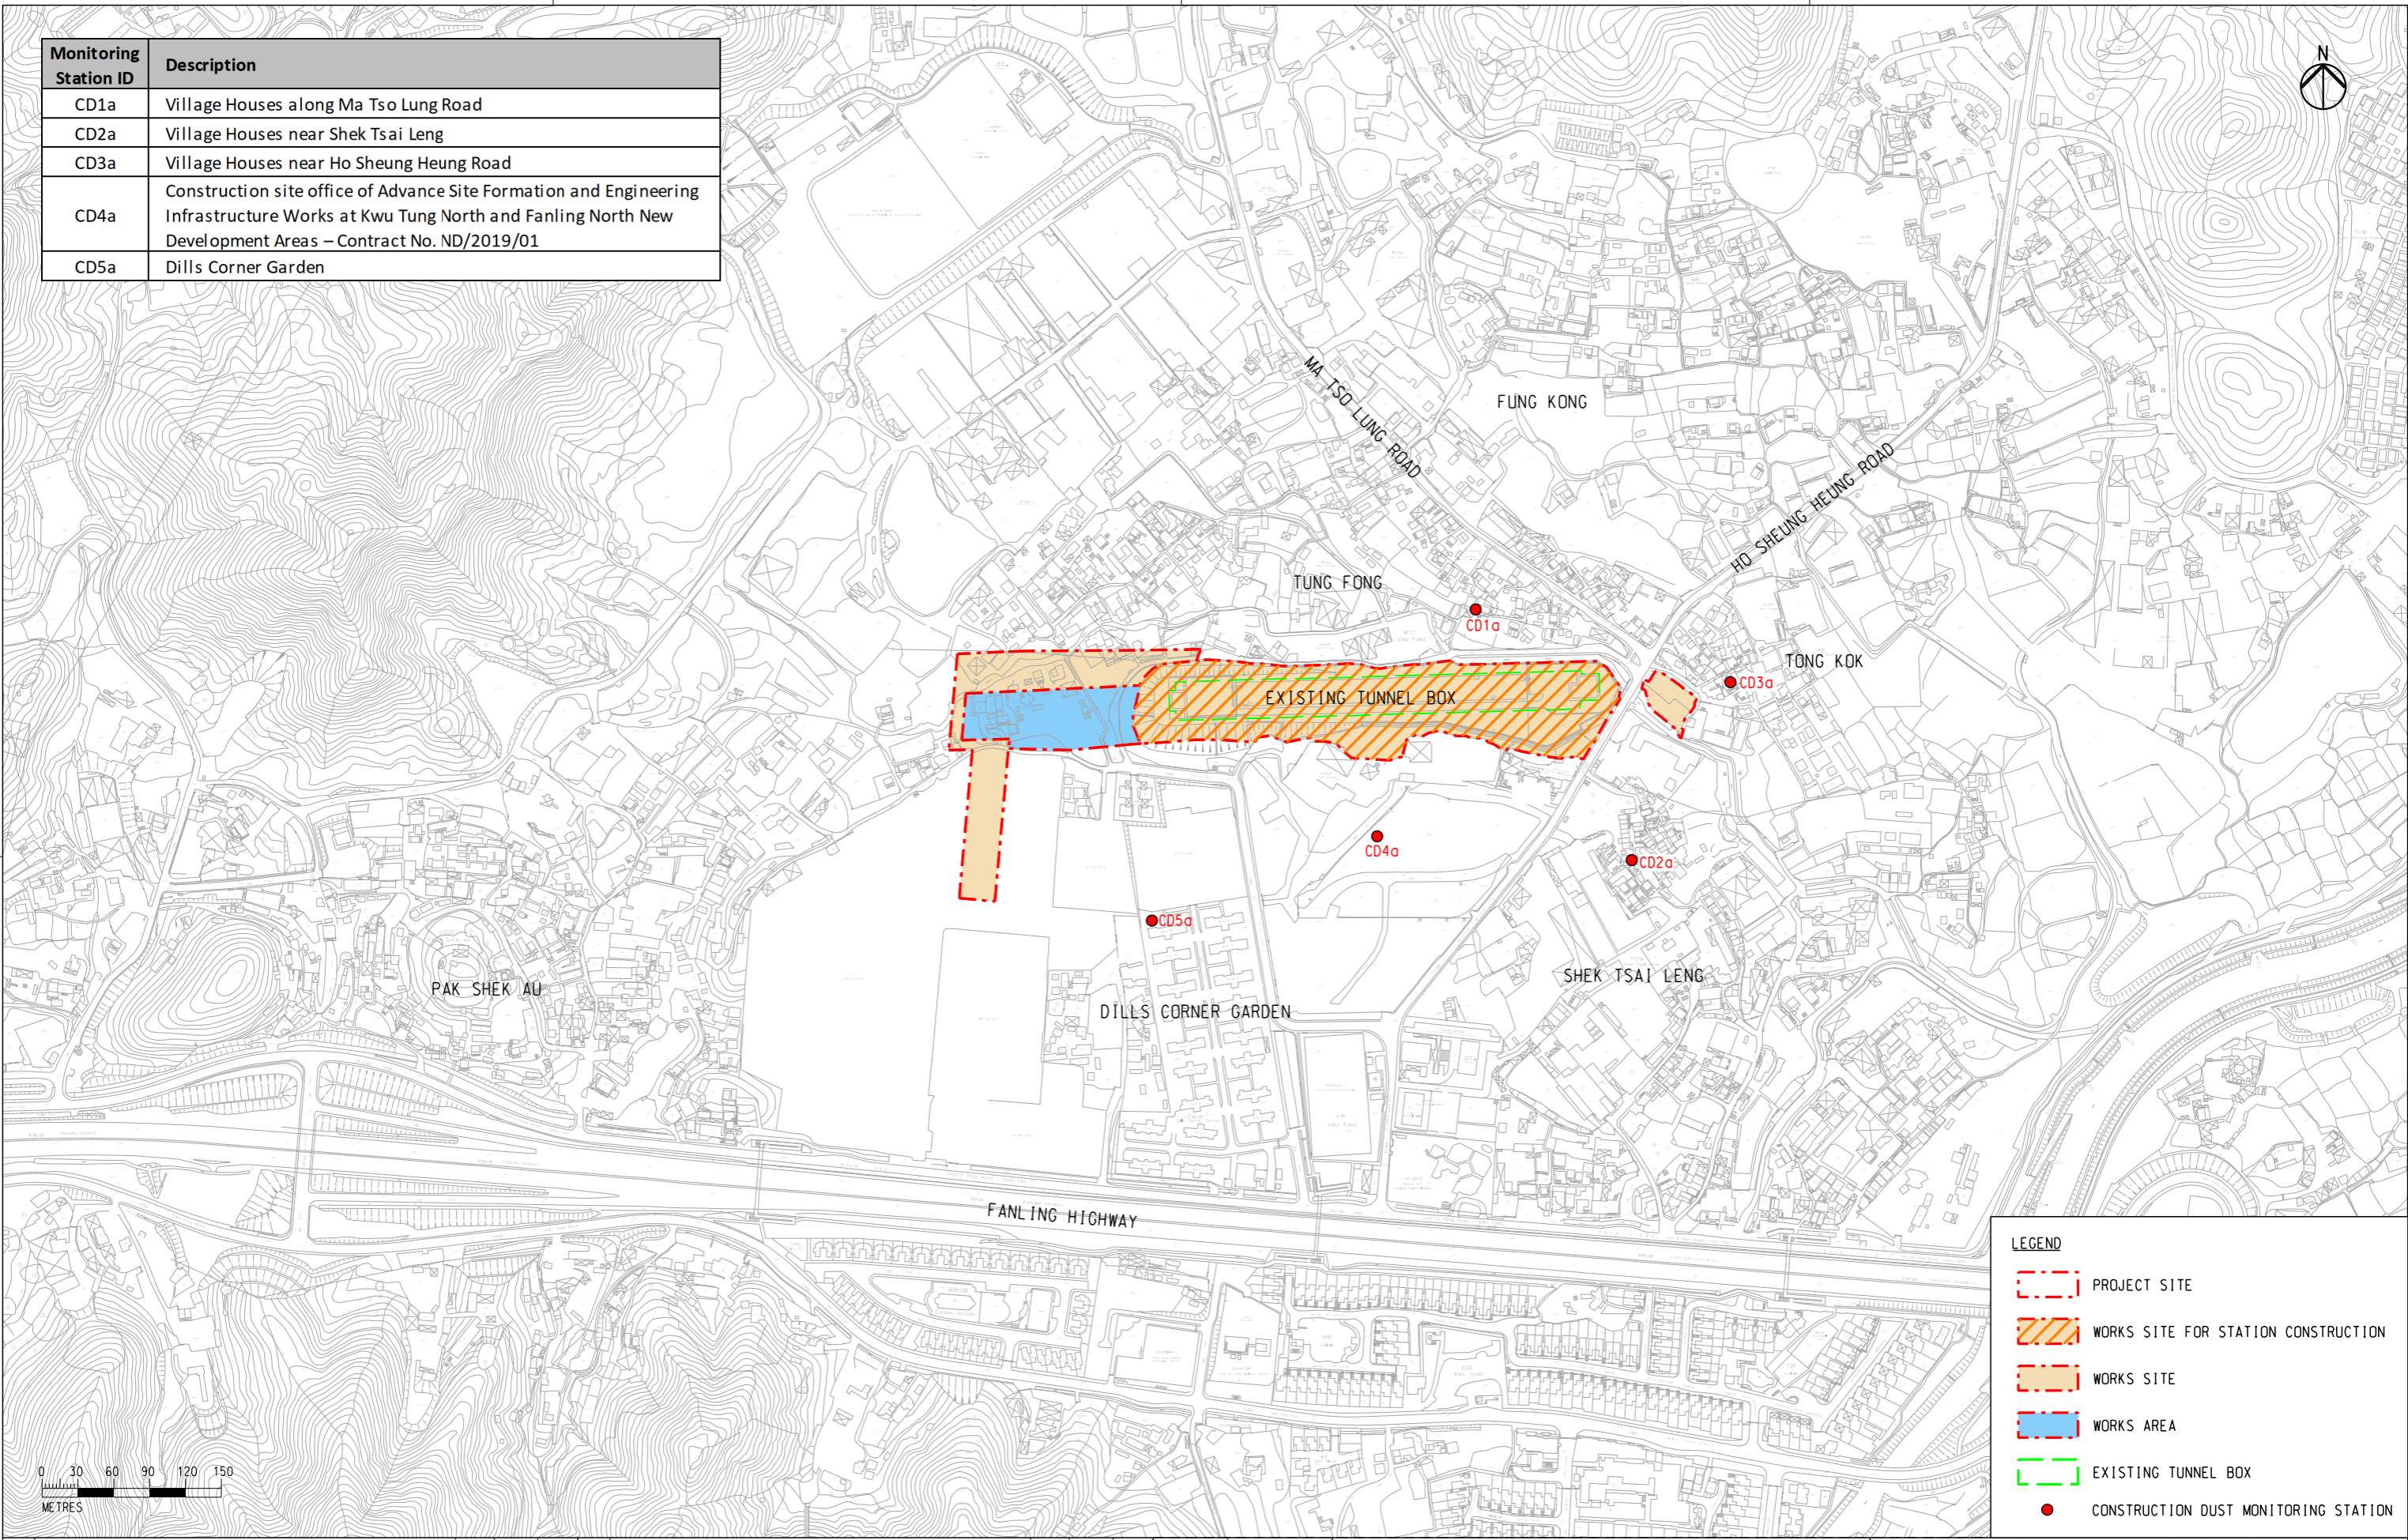 Monitoring Station ID
Description
CD1a
Village Houses along Ma Tso Lung Road
CD2a
Village Houses near Shek Tsai Leng
CD3a
Village Houses near Ho Sheung Heung Road
CD4a
Construction site office of Advance Site Formation and Engineering
Infrastructure Works at Kwu Tung North and Fanling North New
Development Areas – Contract No. ND/2019/01
CD5a
Dills Corner Garden
N
MA TSO LUNG ROAD
FUNG KONG
HO SHEUNG HEUNG ROAD
TUNG FONG
CD1a
TONG KOK
CD3a
EXISTING TUNNEL BOX
CD4a
CD2a
CD5a
SHEK TSAI LENG
PAK SHEK AU
DILLS CORNER GARDEN
FANLING HIGHWAY
LEGEND
PROJECT SITE
WORKS SITE FOR STATION CONSTRUCTION
WORKS SITE
WORKS AREA
EXISTING TUNNEL BOX
CONSTRUCTION DUST MONITORING STATION
0 30 60 90 120 150
METRES